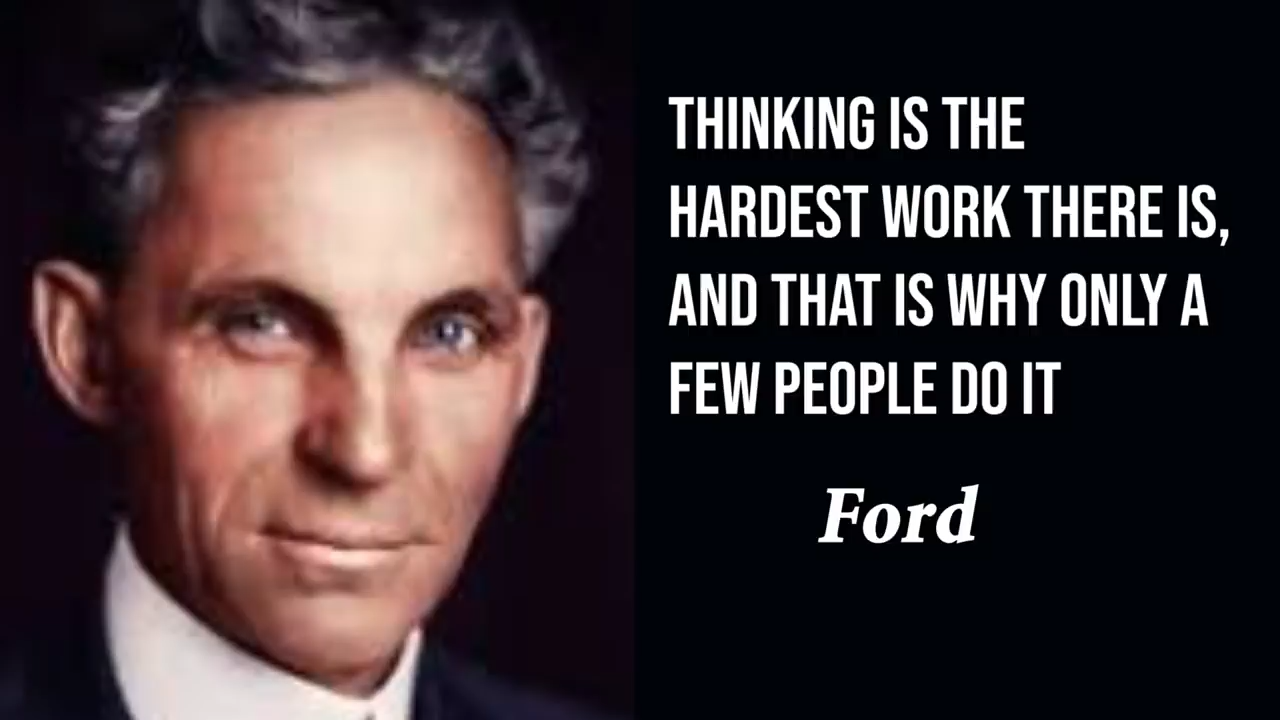 THINKING IS THE
HARDEST WORK THERE IS,
AND THAT IS WHY ONLY A
FEW PEOPLE DO IT
Ford